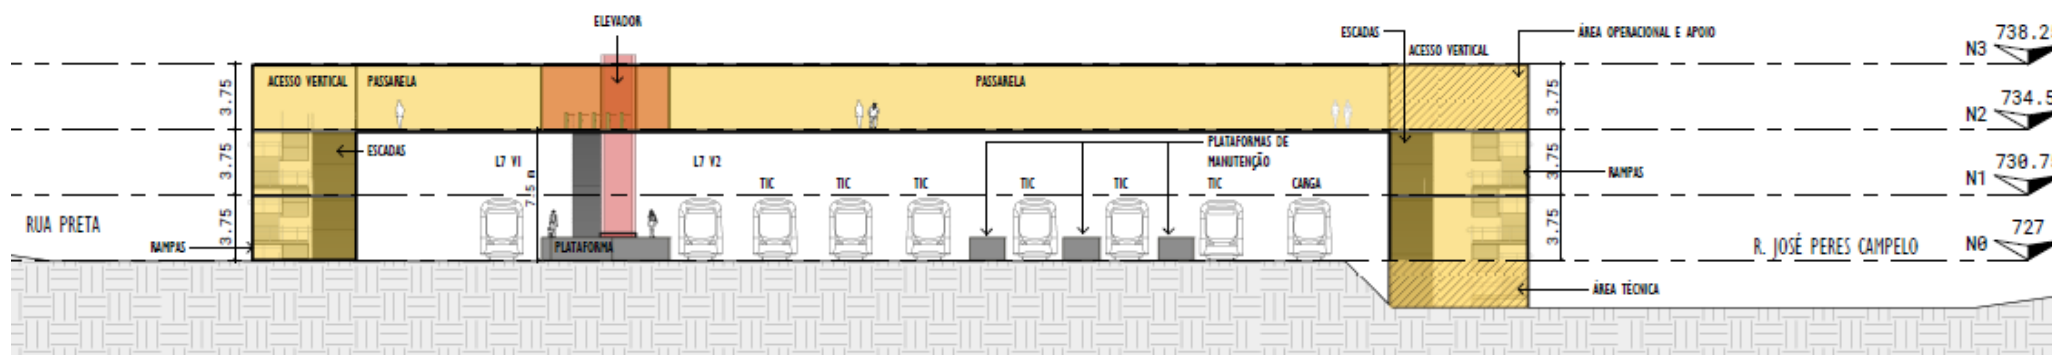 ELEVADOR
ESCADAS
ÁREA OPERACIONAL E APOIO
738.2
N3
ACESSO VERTICAL
ACESSO VERTICAL
PASSARELA
PASSARELA
3.75
3.75
734.5
N2
ESCADAS
L7 V1
L7 V2
PLATAFORMAS DE
MANUTENÇÃO
3.75
7.5 m
3.75
730.75
N1
RAMPAS
TIC
TIC
TIC
TIC
TIC
TIC
CARGA
RUA PRETA
RAMPAS
3.75
PLATAFORMA
3.75
R. JOSÉ PERES CAMPELO
727
N0
ÁREA TÉCNICA